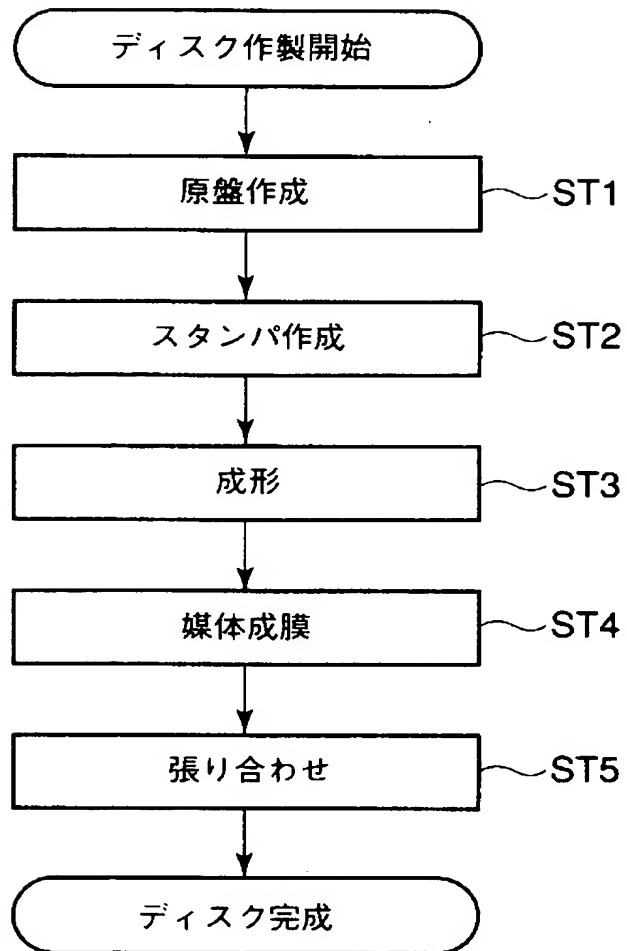 ディスク作製開始
原盤作成 ST1
スタンパ作成 ST2
成形 ST3
媒体成膜 ST4
張り合わせ ST5
ディスク完成